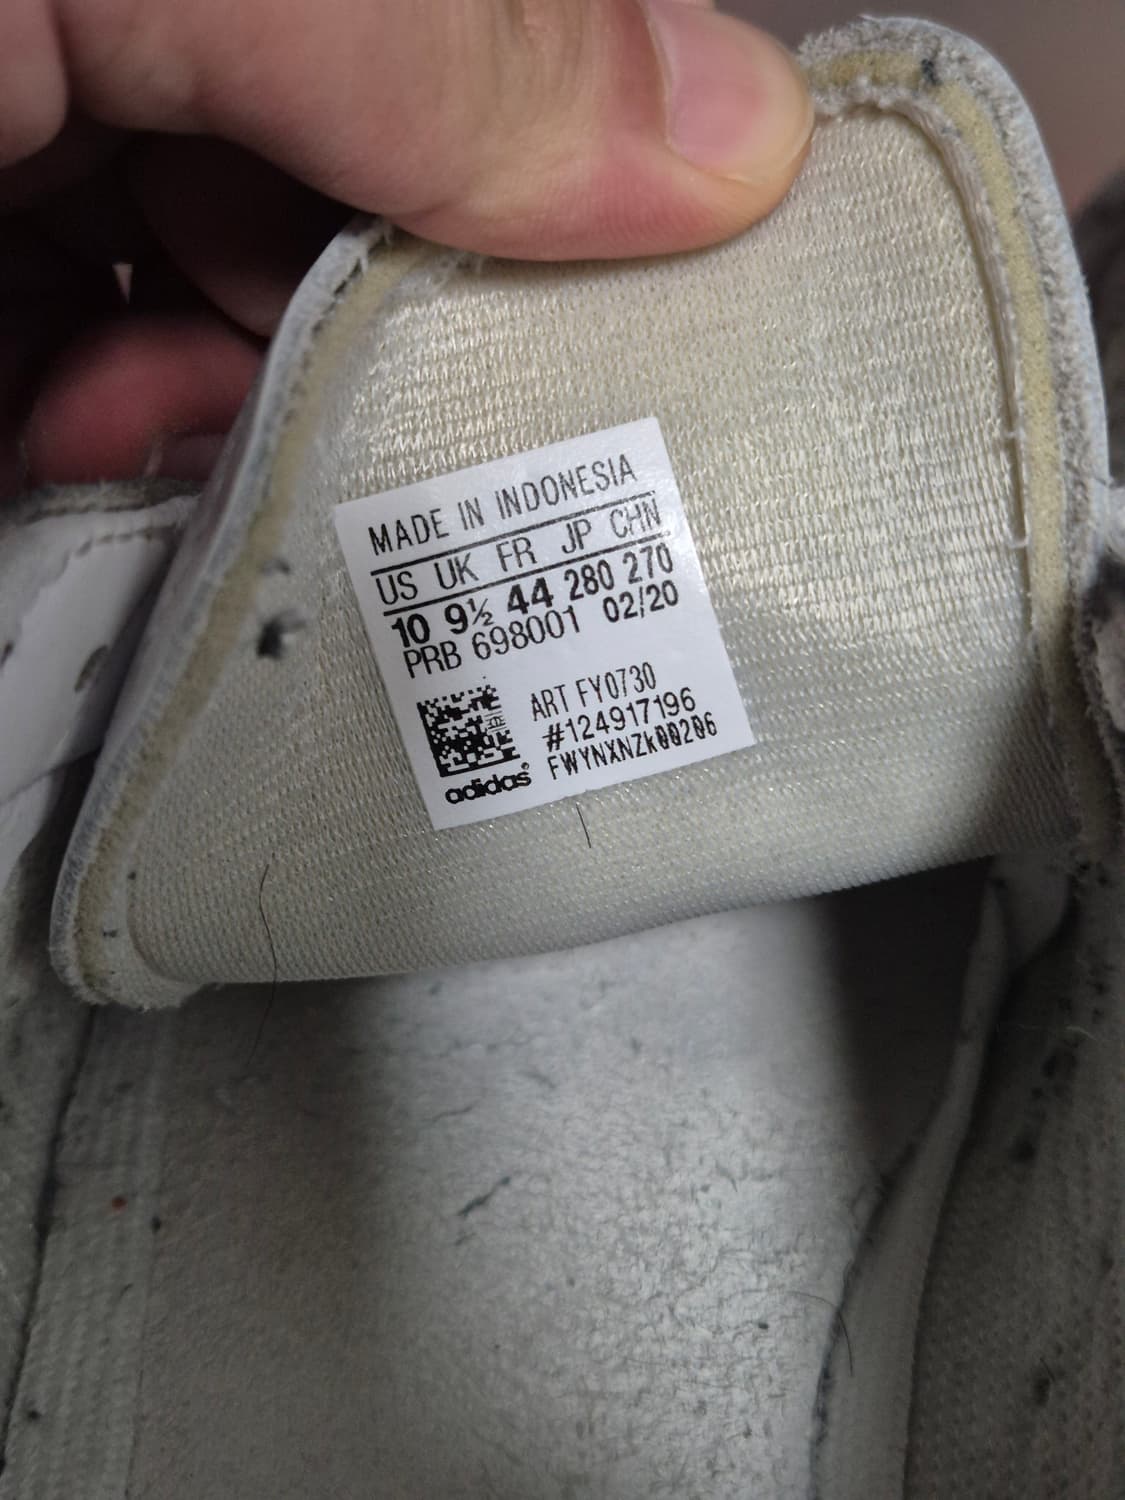 MADE IN INDONESIA
US UK FR JP CHN
10 9½ 44 280 270
PRB 698001 02/20
ART FY0730
#124917196
FWYNXNZK00206
adidas®